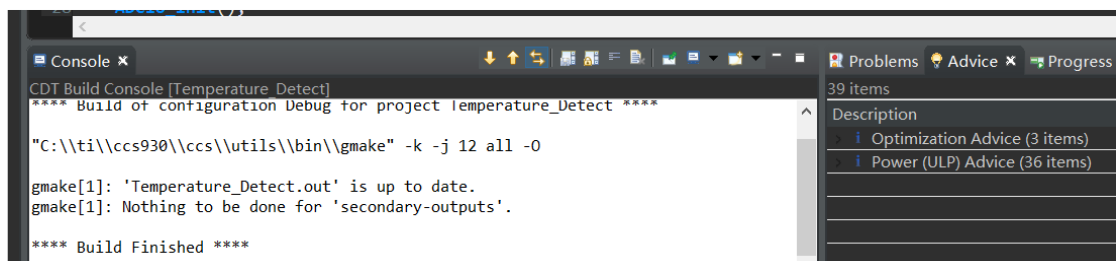 ADC16_init();
Console
CDT Build Console [Temperature_Detect]
**** Build of configuration Debug for project Temperature_Detect ****
"C:\\ti\\ccs930\\ccs\\utils\\bin\\gmake" -k -j 12 all -O
gmake[1]: 'Temperature_Detect.out' is up to date.
gmake[1]: Nothing to be done for 'secondary-outputs'.
**** Build Finished ****
Problems Advice Progress
39 items
Description
Optimization Advice (3 items)
Power (ULP) Advice (36 items)